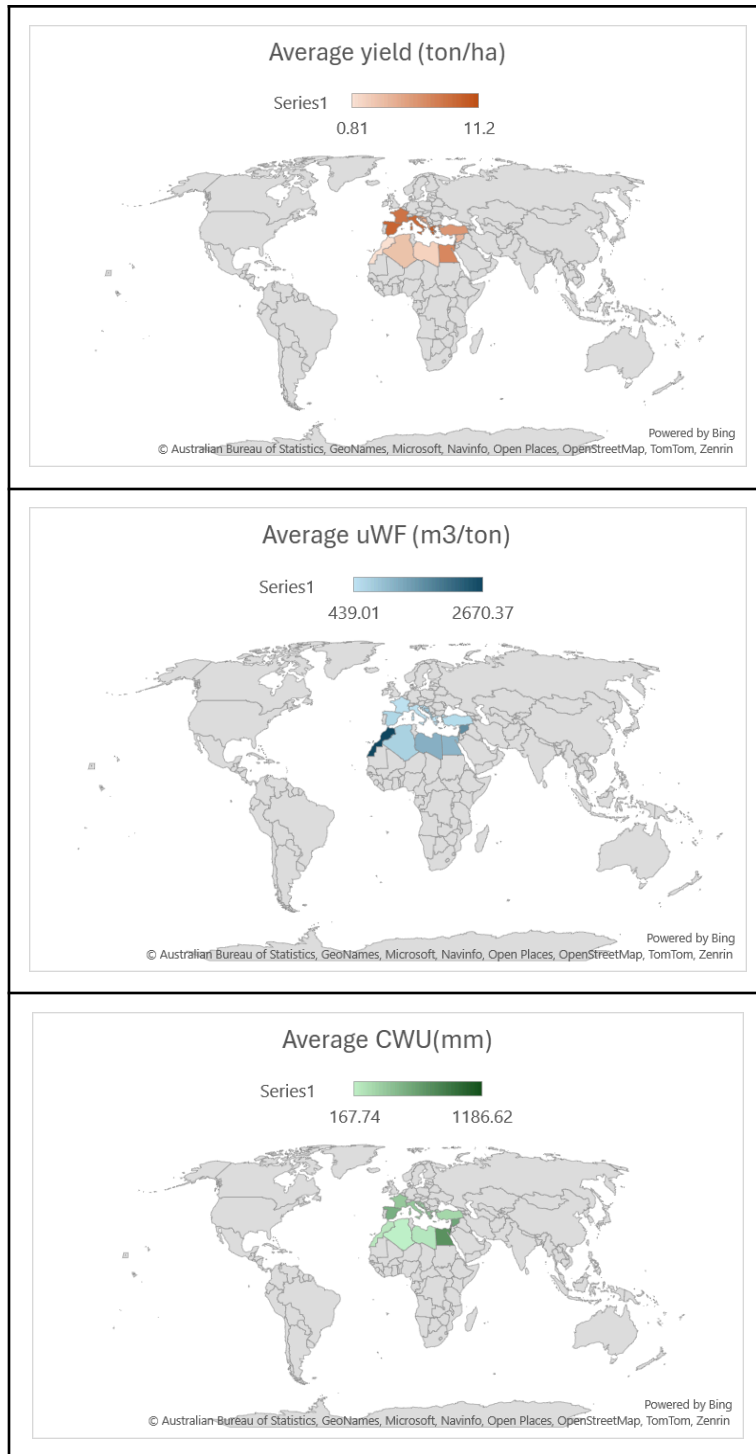 Average yield (ton/ha)
Series1
0.81 11.2
Powered by Bing
© Australian Bureau of Statistics, GeoNames, Microsoft, Navinfo, Open Places, OpenStreetMap, TomTom, Zenrin
Average uWF (m3/ton)
Series1
439.01 2670.37
Powered by Bing
© Australian Bureau of Statistics, GeoNames, Microsoft, Navinfo, Open Places, OpenStreetMap, TomTom, Zenrin
Average CWU(mm)
Series1
167.74 1186.62
Powered by Bing
© Australian Bureau of Statistics, GeoNames, Microsoft, Navinfo, Open Places, OpenStreetMap, TomTom, Zenrin